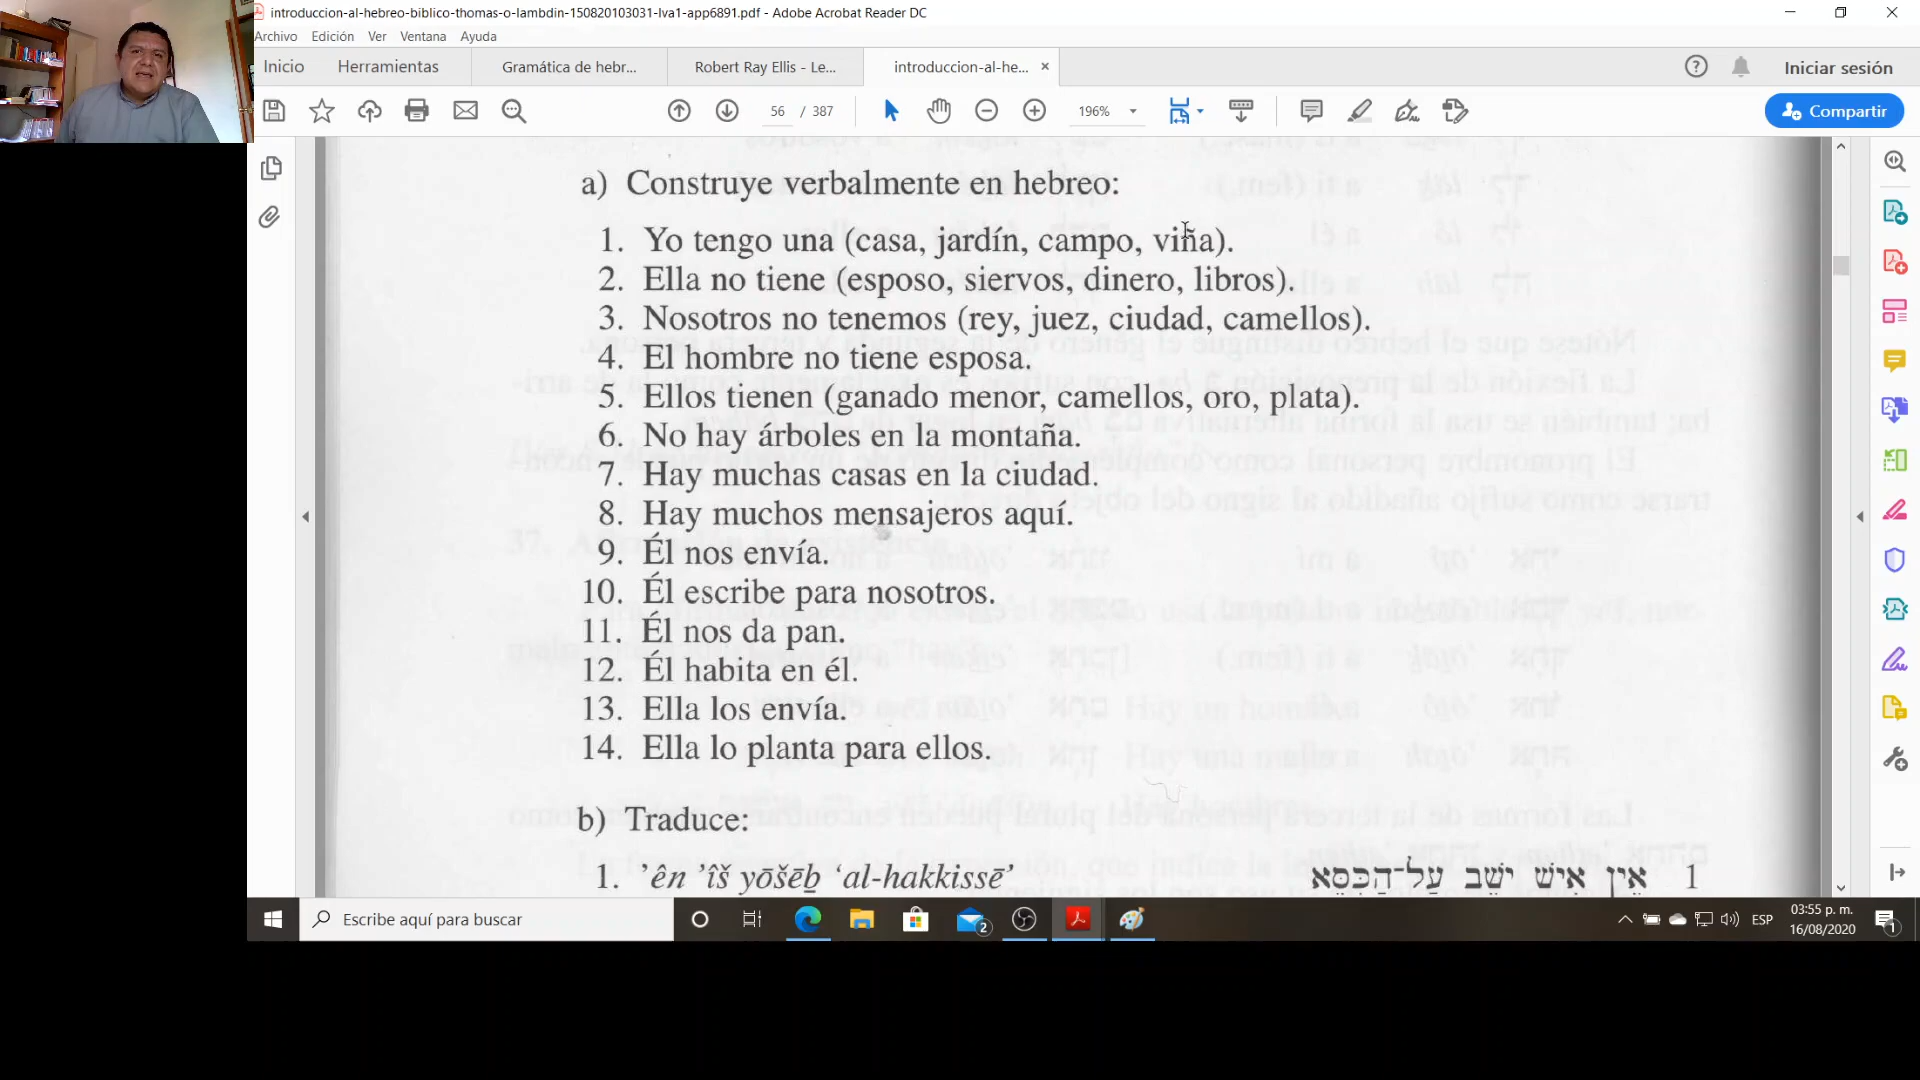 introduccion-al-hebreo-biblico-thomas-o-lambdin-150820103031-lva1-app6891.pdf - Adobe Acrobat Reader DC
Archivo Edición Ver Ventana Ayuda
Inicio Herramientas Gramática de hebr... Robert Ray Ellis - Le... introduccion-al-he... × Iniciar sesión
56 / 387 196% Compartir
a) Construye verbalmente en hebreo:
1. Yo tengo una (casa, jardín, campo, viña).
2. Ella no tiene (esposo, siervos, dinero, libros).
3. Nosotros no tenemos (rey, juez, ciudad, camellos).
4. El hombre no tiene esposa.
5. Ellos tienen (ganado menor, camellos, oro, plata).
6. No hay árboles en la montaña.
7. Hay muchas casas en la ciudad.
8. Hay muchos mensajeros aquí.
9. Él nos envía.
10. Él escribe para nosotros.
11. Él nos da pan.
12. Él habita en él.
13. Ella los envía.
14. Ella lo planta para ellos.
b) Traduce:
1. ʾên ʾîš yōšēḇ ʿal-hakkissēʾ אֵין אִישׁ יֹשֵׁב עַל־הַכִּסֵּא 1
Escribe aquí para buscar 2 ESP 03:55 p. m.
16/08/2020 1